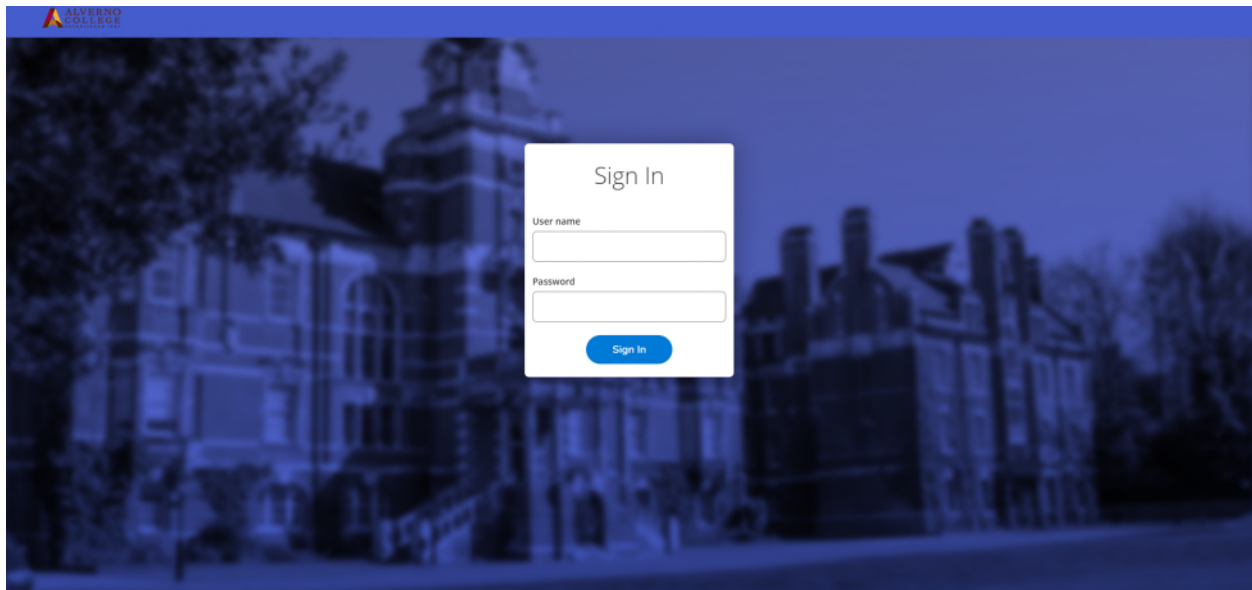 ALVERNO
COLLEGE
Sign In
User name
Password
Sign In